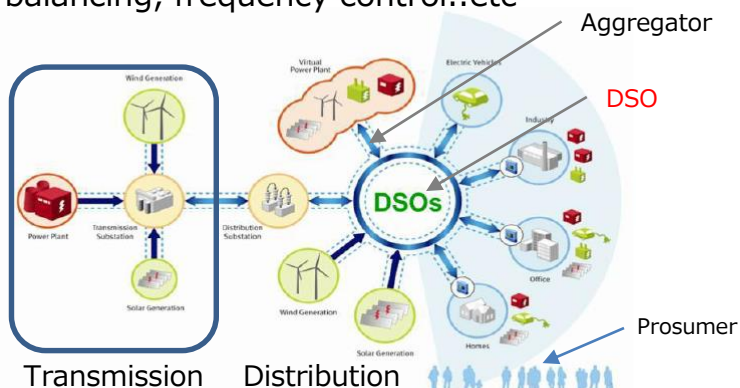 balancing, frequency control..etc
Aggregator
Virtual
Power Plant
Electric Vehicles
Wind Generation
DSO
Industry
DSOs
Power Plant
Transmission
Substation
Distribution
Substation
Office
Wind Generation
Solar Generation
Homes
Solar Generation
Prosumer
Transmission
Distribution